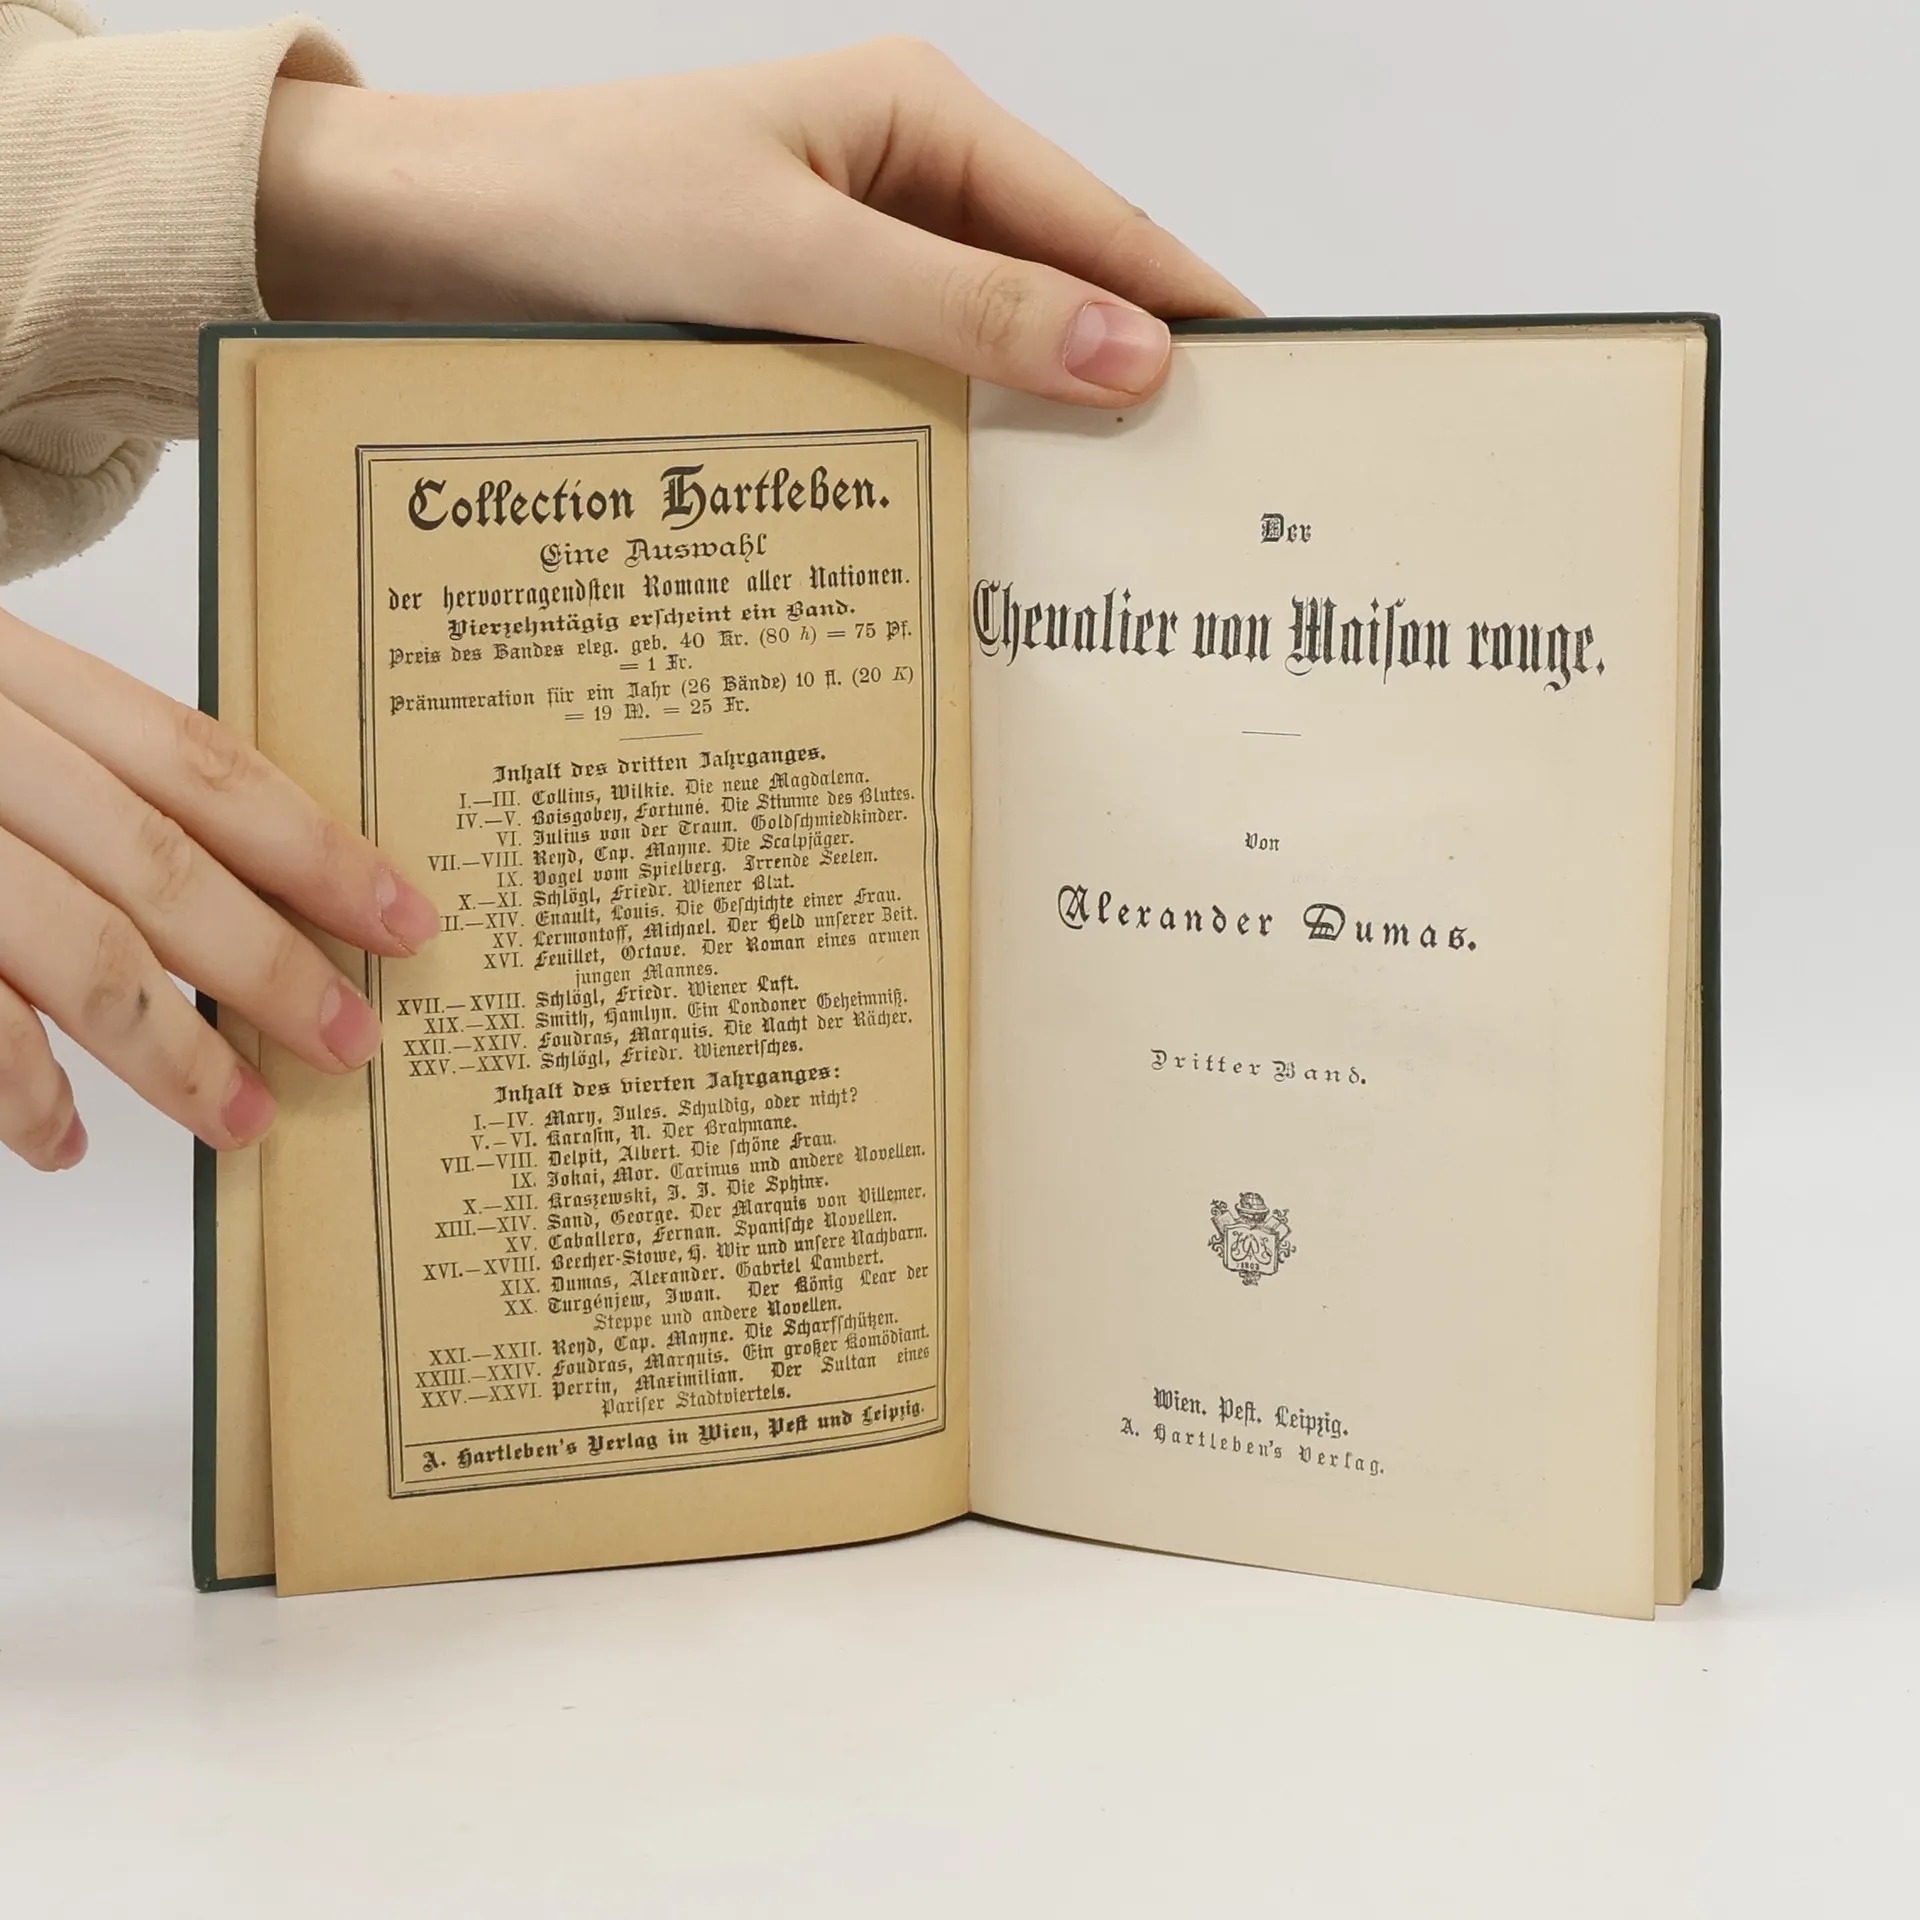 Collection Hartleben.
Eine Auswahl
der hervorragendsten Romane aller Nationen.
Vierzehntägig erscheint ein Band.
Preis des Bandes eleg. geb. 40 Kr. (80 h) = 75 Pf.
= 1 Fr.
Pränumeration für ein Jahr (26 Bände) 10 fl. (20 K)
= 19 M. = 25 Fr.
Inhalt des dritten Jahrganges.
I.—III. Collins, Wilkie. Die neue Magdalena.
IV.—V. Boisgobey, Fortuné. Die Stimme des Blutes.
VI. Julius von der Traun. Goldschmiedkinder.
VII.—VIII. Reyd, Cap. Mayne. Die Scalpjäger.
IX. Vogel vom Spielberg. Irrende Seelen.
X.—XI. Schlögl, Friedr. Wiener Blut.
II.—XIV. Enault, Louis. Die Geschichte einer Frau.
XV. Lermontoff, Michael. Der Held unserer Zeit.
XVI. Feuillet, Octave. Der Roman eines armen
jungen Mannes.
XVII.—XVIII. Schlögl, Friedr. Wiener Luft.
XIX.—XXI. Smith, Hamlyn. Ein Londoner Geheimniß.
XXII.—XXIV. Foudras, Marquis. Die Nacht der Rächer.
XXV.—XXVI. Schlögl, Friedr. Wienerisches.
Inhalt des vierten Jahrganges:
I.—IV. Mary, Jules. Schuldig, oder nicht?
V.—VI. Karasin, N. Der Brahmane.
VII.—VIII. Delpit, Albert. Die schöne Frau.
IX. Jokai, Mor. Carinus und andere Novellen.
X.—XII. Kraszewski, J. I. Die Sphinx.
XIII.—XIV. Sand, George. Der Marquis von Villemer.
XV. Caballero, Fernan. Spanische Novellen.
XVI.—XVIII. Beecher-Stowe, H. Wir und unsere Nachbarn.
XIX. Dumas, Alexander. Gabriel Lambert.
XX. Turgénjew, Iwan. Der König Lear der
Steppe und andere Novellen.
XXI.—XXII. Reyd, Cap. Mayne. Die Scharfschützen.
XXIII.—XXIV. Foudras, Marquis. Ein großer Komödiant.
XXV.—XXVI. Perrin, Maximilian. Der Sultan eines
Pariser Stadtviertels.
A. Hartleben's Verlag in Wien, Pest und Leipzig.
Der
Chevalier von Maison rouge.
Von
Alexander Dumas.
Dritter Band.
1803
Wien. Pest. Leipzig.
A. Hartleben's Verlag.